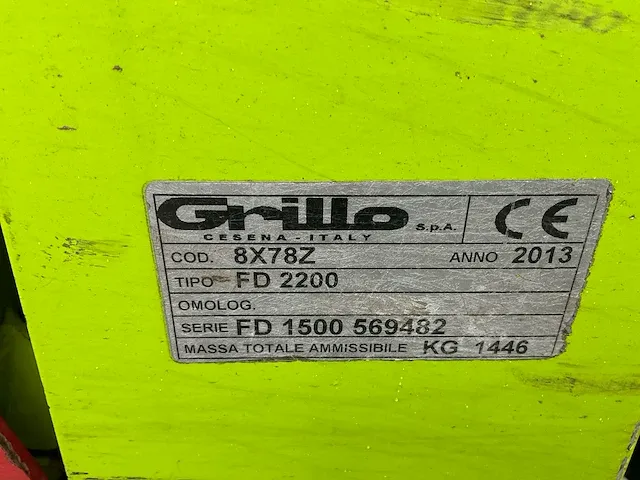 Grillo S.p.A. CE
CESENA - ITALY
COD. 8X78Z ANNO 2013
TIPO FD 2200
OMOLOG.
SERIE FD 1500 569482
MASSA TOTALE AMMISSIBILE KG 1446